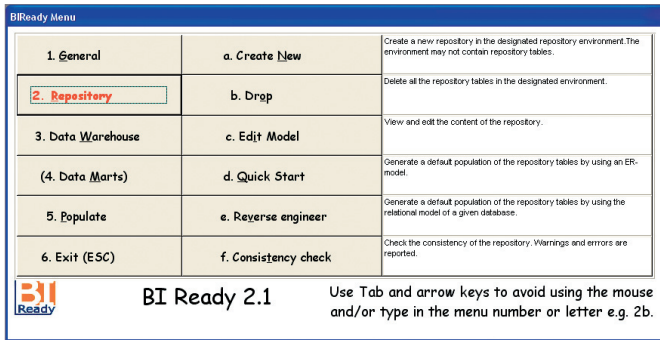 BIReady Menu
1. General
a. Create New
Create a new repository in the designated repository environment.The
environment may not contain repository tables.
2. Repository
b. Drop
Delete all the repository tables in the designated environment.
3. Data Warehouse
c. Edit Model
View and edit the content of the repository.
(4. Data Marts)
d. Quick Start
Generate a default population of the repository tables by using an ER-
model.
5. Populate
e. Reverse engineer
Generate a default population of the repository tables by using the
relational model of a given database.
6. Exit (ESC)
f. Consistency check
Check the consistency of the repository. Warnings and errrors are
reported.
BI
Ready
BI Ready 2.1
Use Tab and arrow keys to avoid using the mouse
and/or type in the menu number or letter e.g. 2b.